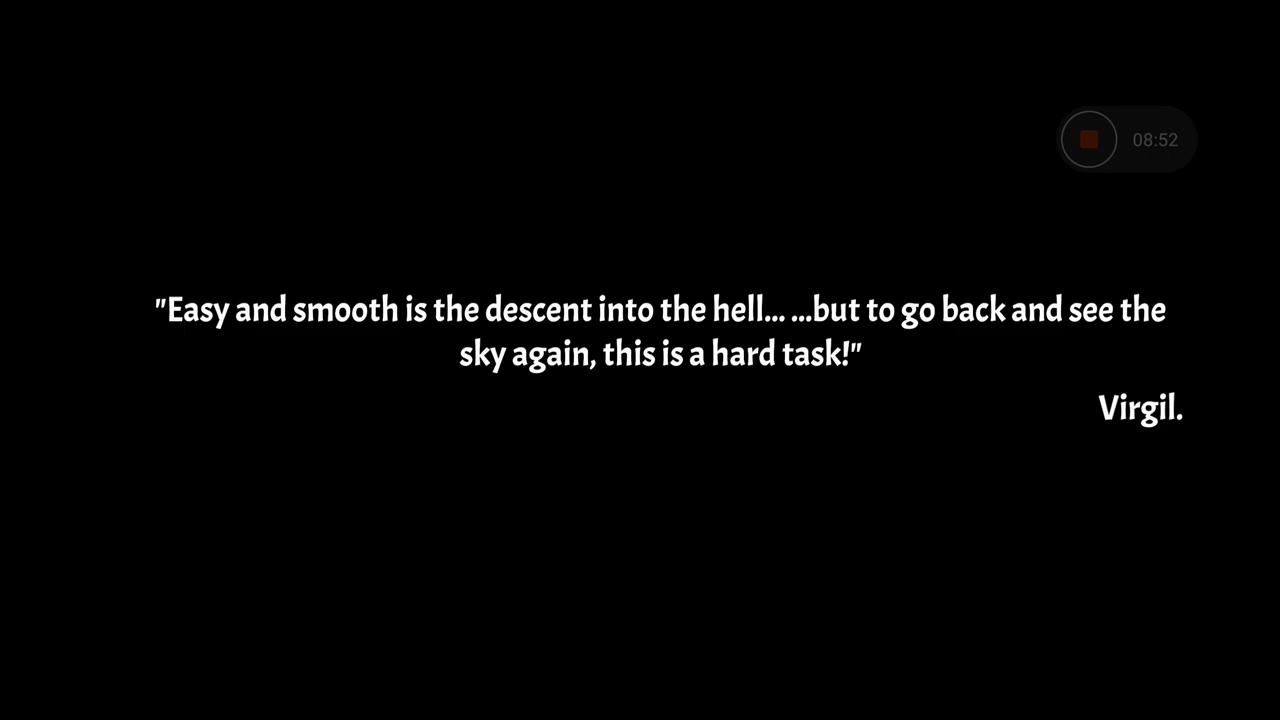 08:52
"Easy and smooth is the descent into the hell... ...but to go back and see the
sky again, this is a hard task!"
Virgil.